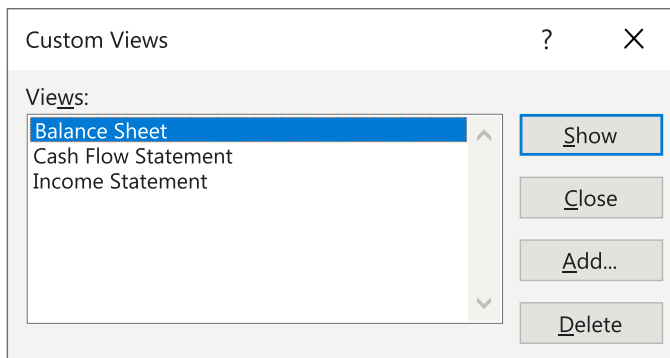 Custom Views ?
Views:
Balance Sheet
Cash Flow Statement
Income Statement
Show
Close
Add...
Delete